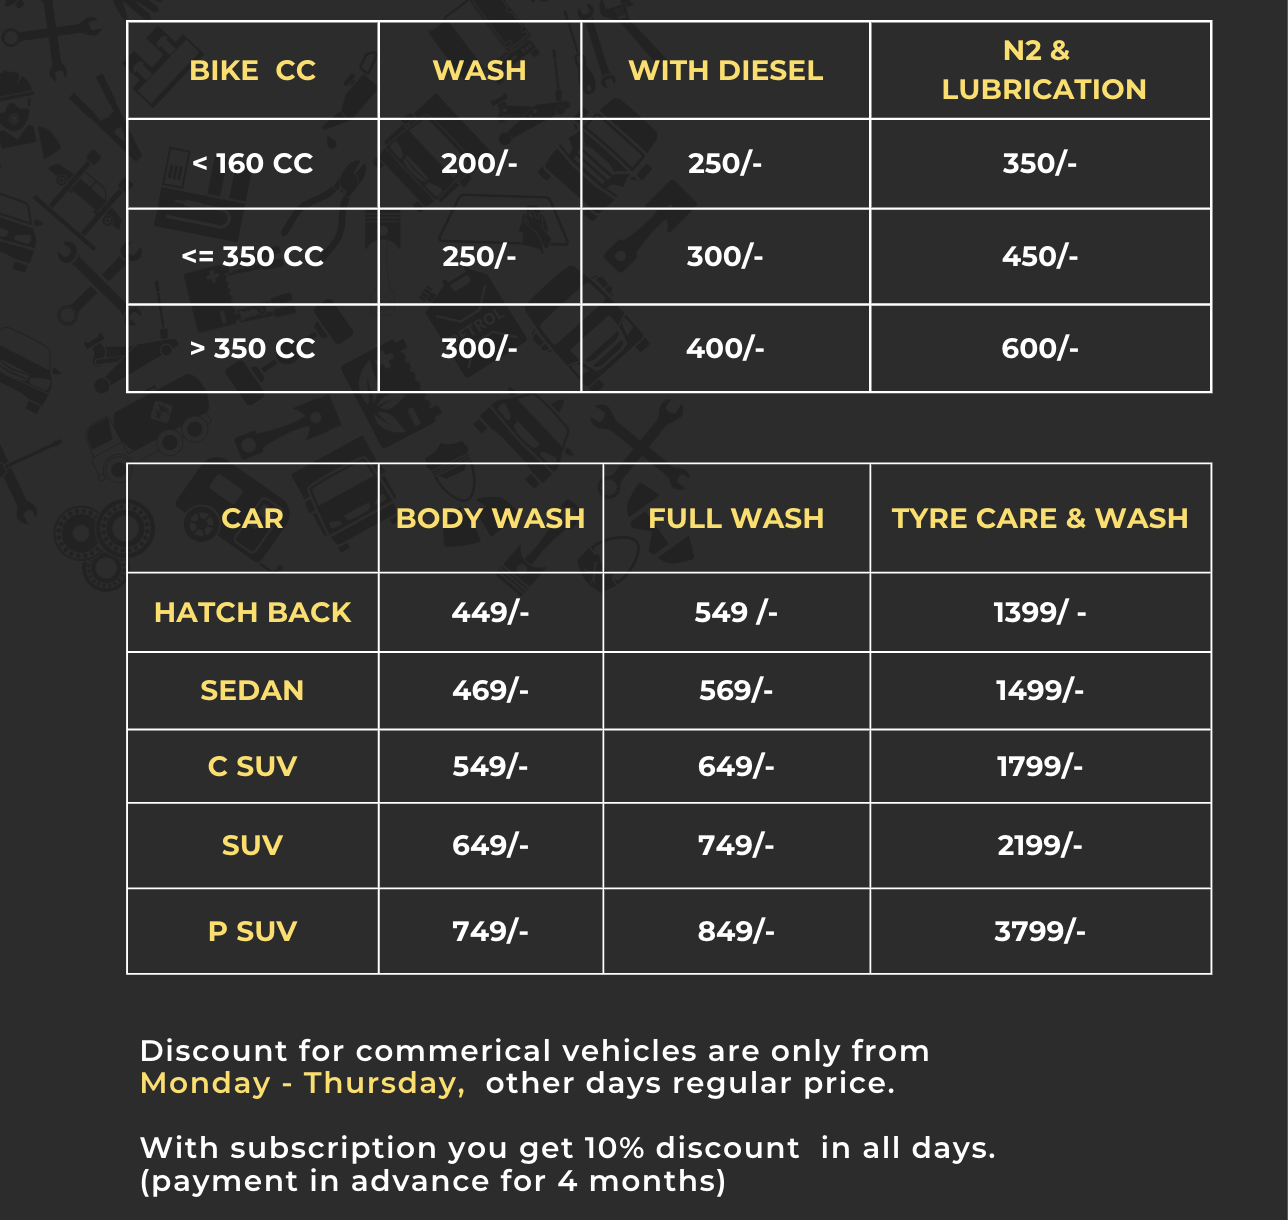 BIKE CC WASH WITH DIESEL N2 &
LUBRICATION
< 160 CC 200/- 250/- 350/-
<= 350 CC 250/- 300/- 450/-
> 350 CC 300/- 400/- 600/-
CAR BODY WASH FULL WASH TYRE CARE & WASH
HATCH BACK 449/- 549 /- 1399/ -
SEDAN 469/- 569/- 1499/-
C SUV 549/- 649/- 1799/-
SUV 649/- 749/- 2199/-
P SUV 749/- 849/- 3799/-
Discount for commerical vehicles are only from
Monday - Thursday, other days regular price.
With subscription you get 10% discount in all days.
(payment in advance for 4 months)